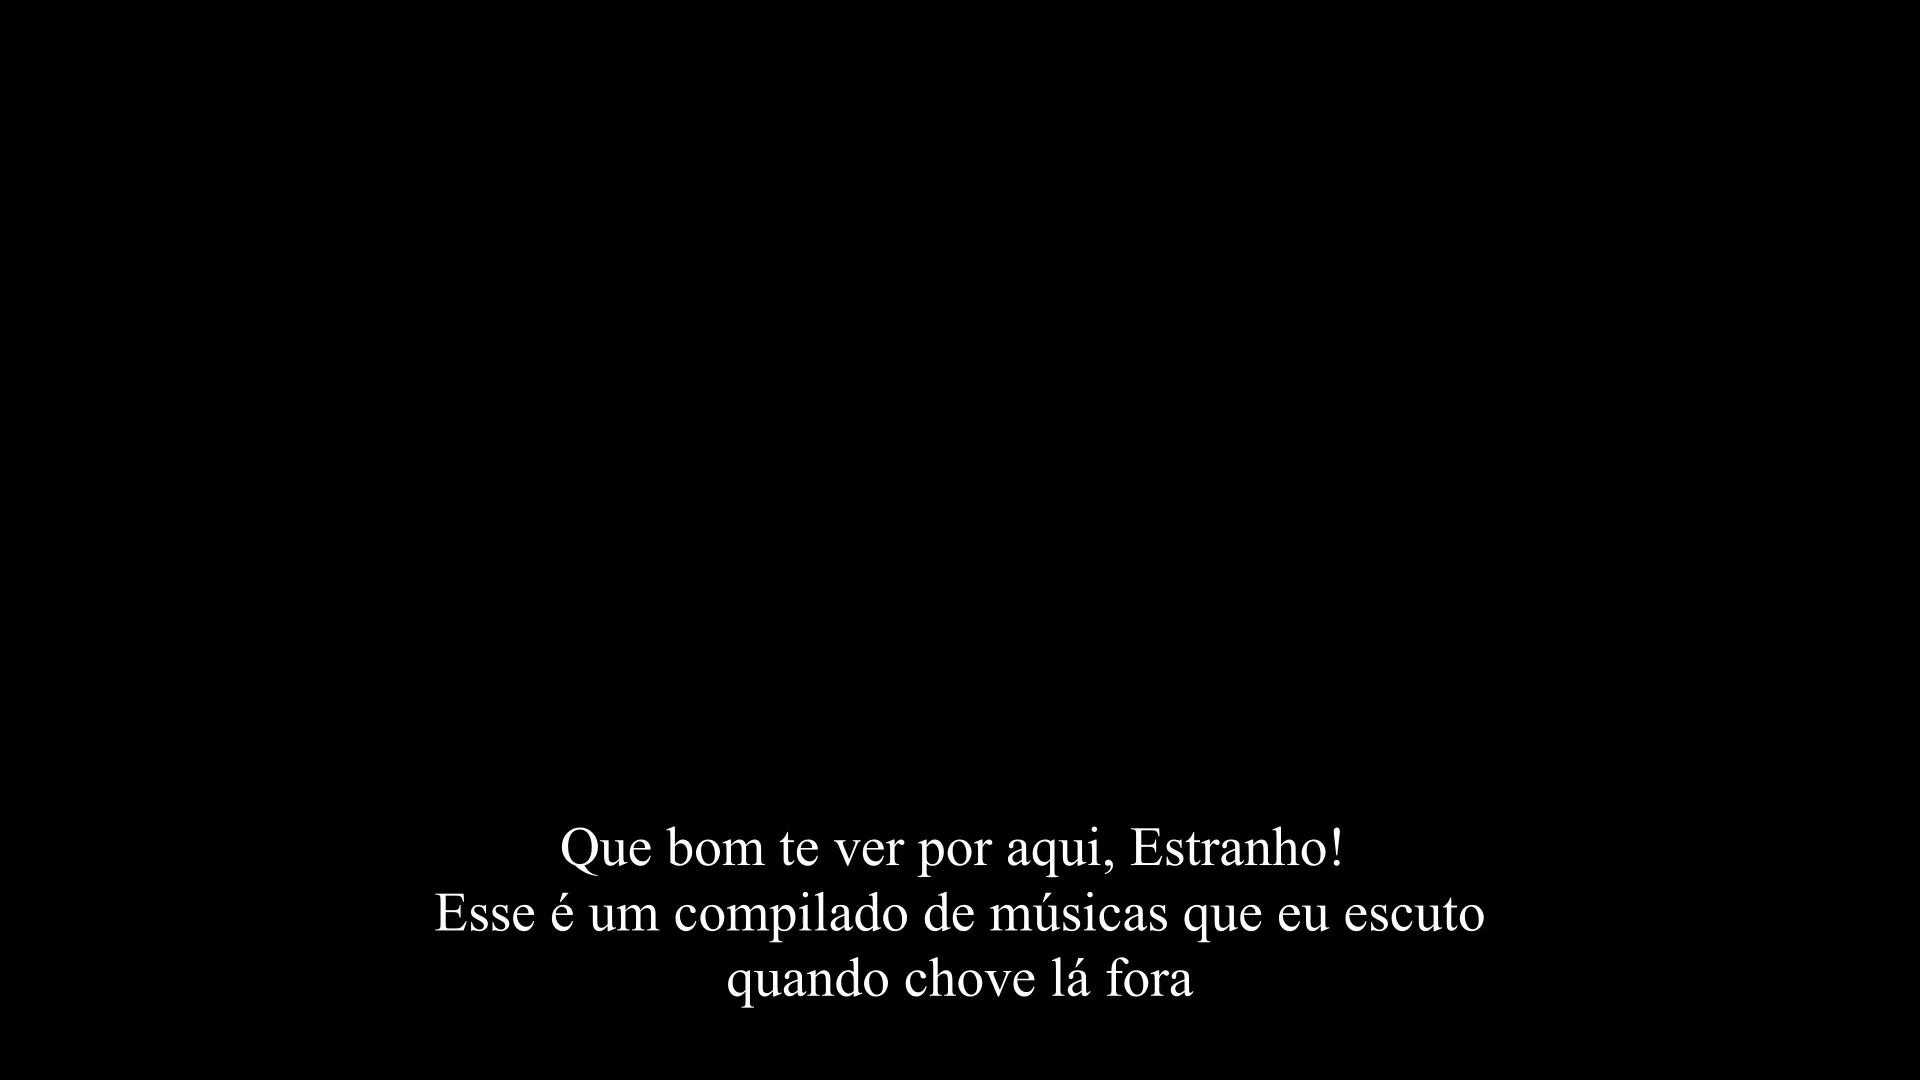 Que bom te ver por aqui, Estranho!
Esse é um compilado de músicas que eu escuto
quando chove lá fora